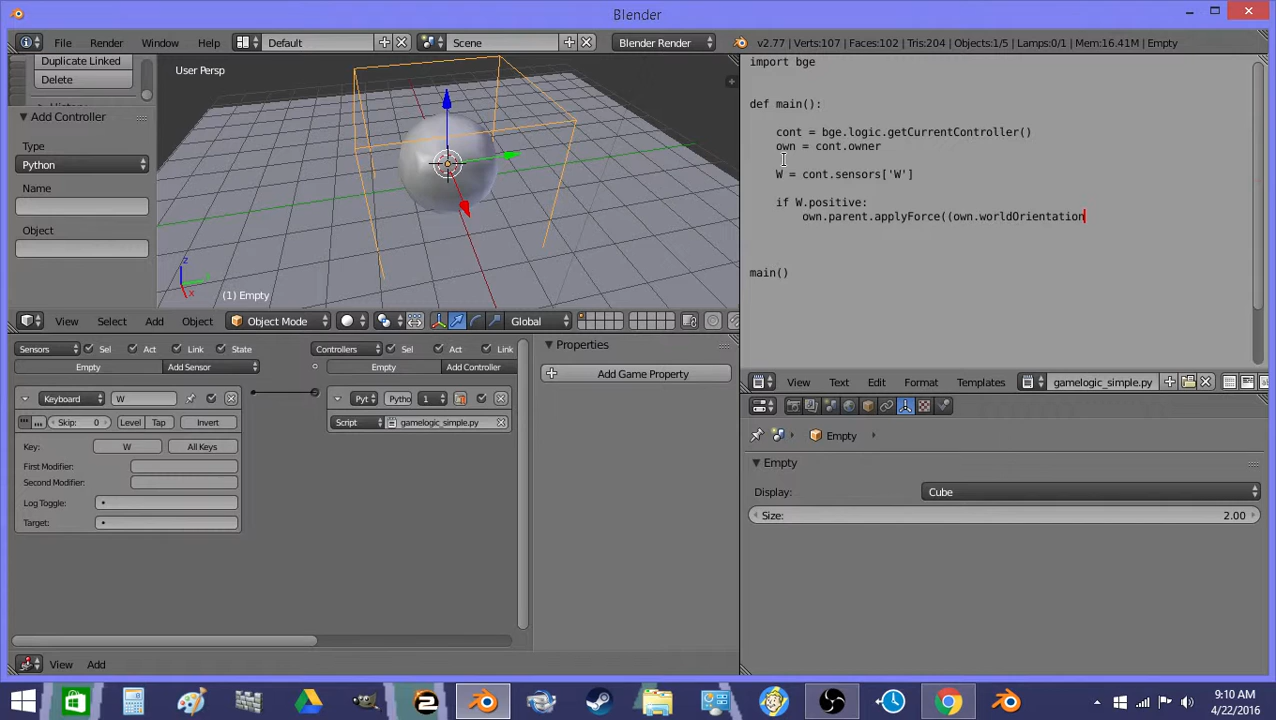 Blender
File Render Window Help Default Scene Blender Render v2.77 | Verts:107 | Faces:102 | Tris:204 | Objects:1/5 | Lamps:0/1 | Mem:16.41M | Empty
Duplicate Linked
Delete
History
Add Controller
Type
Python
Name
Object
User Persp
z
x
(1) Empty
View Select Add Object Object Mode Global
import bge
def main():
cont = bge.logic.getCurrentController()
own = cont.owner
W = cont.sensors['W']
if W.positive:
own.parent.applyForce((own.worldOrientation
main()
View Text Edit Format Templates gamelogic_simple.py
Sensors Sel Act Link State
Empty Add Sensor
Keyboard W
Skip: 0 Level Tap Invert
Key: W All Keys
First Modifier:
Second Modifier:
Log Toggle:
Target:
Controllers Sel Act Link
Empty Add Controller
Pyt Pytho 1
Script gamelogic_simple.py
Properties
Add Game Property
View Add
Empty
Empty
Display: Cube
Size: 2.00
9:10 AM
4/22/2016